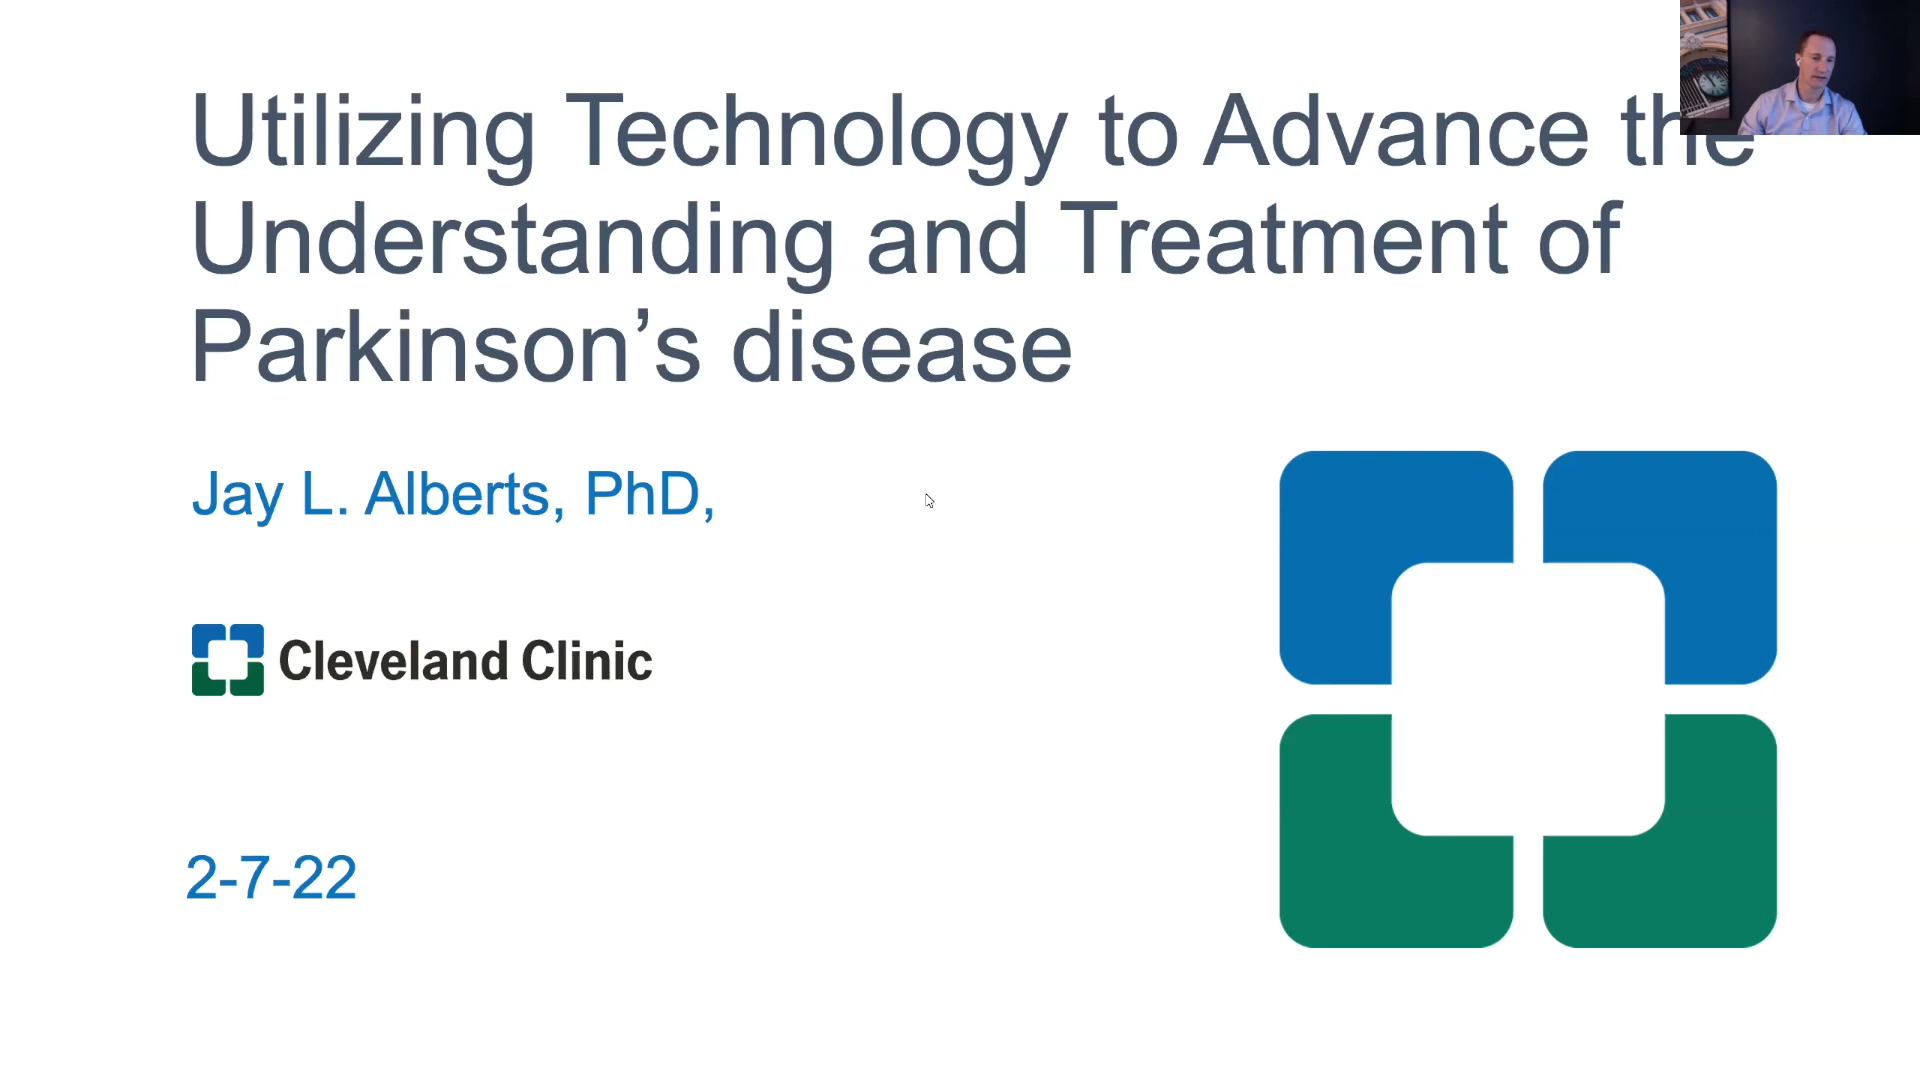 Utilizing Technology to Advance the
Understanding and Treatment of
Parkinson’s disease
Jay L. Alberts, PhD,
Cleveland Clinic
2-7-22